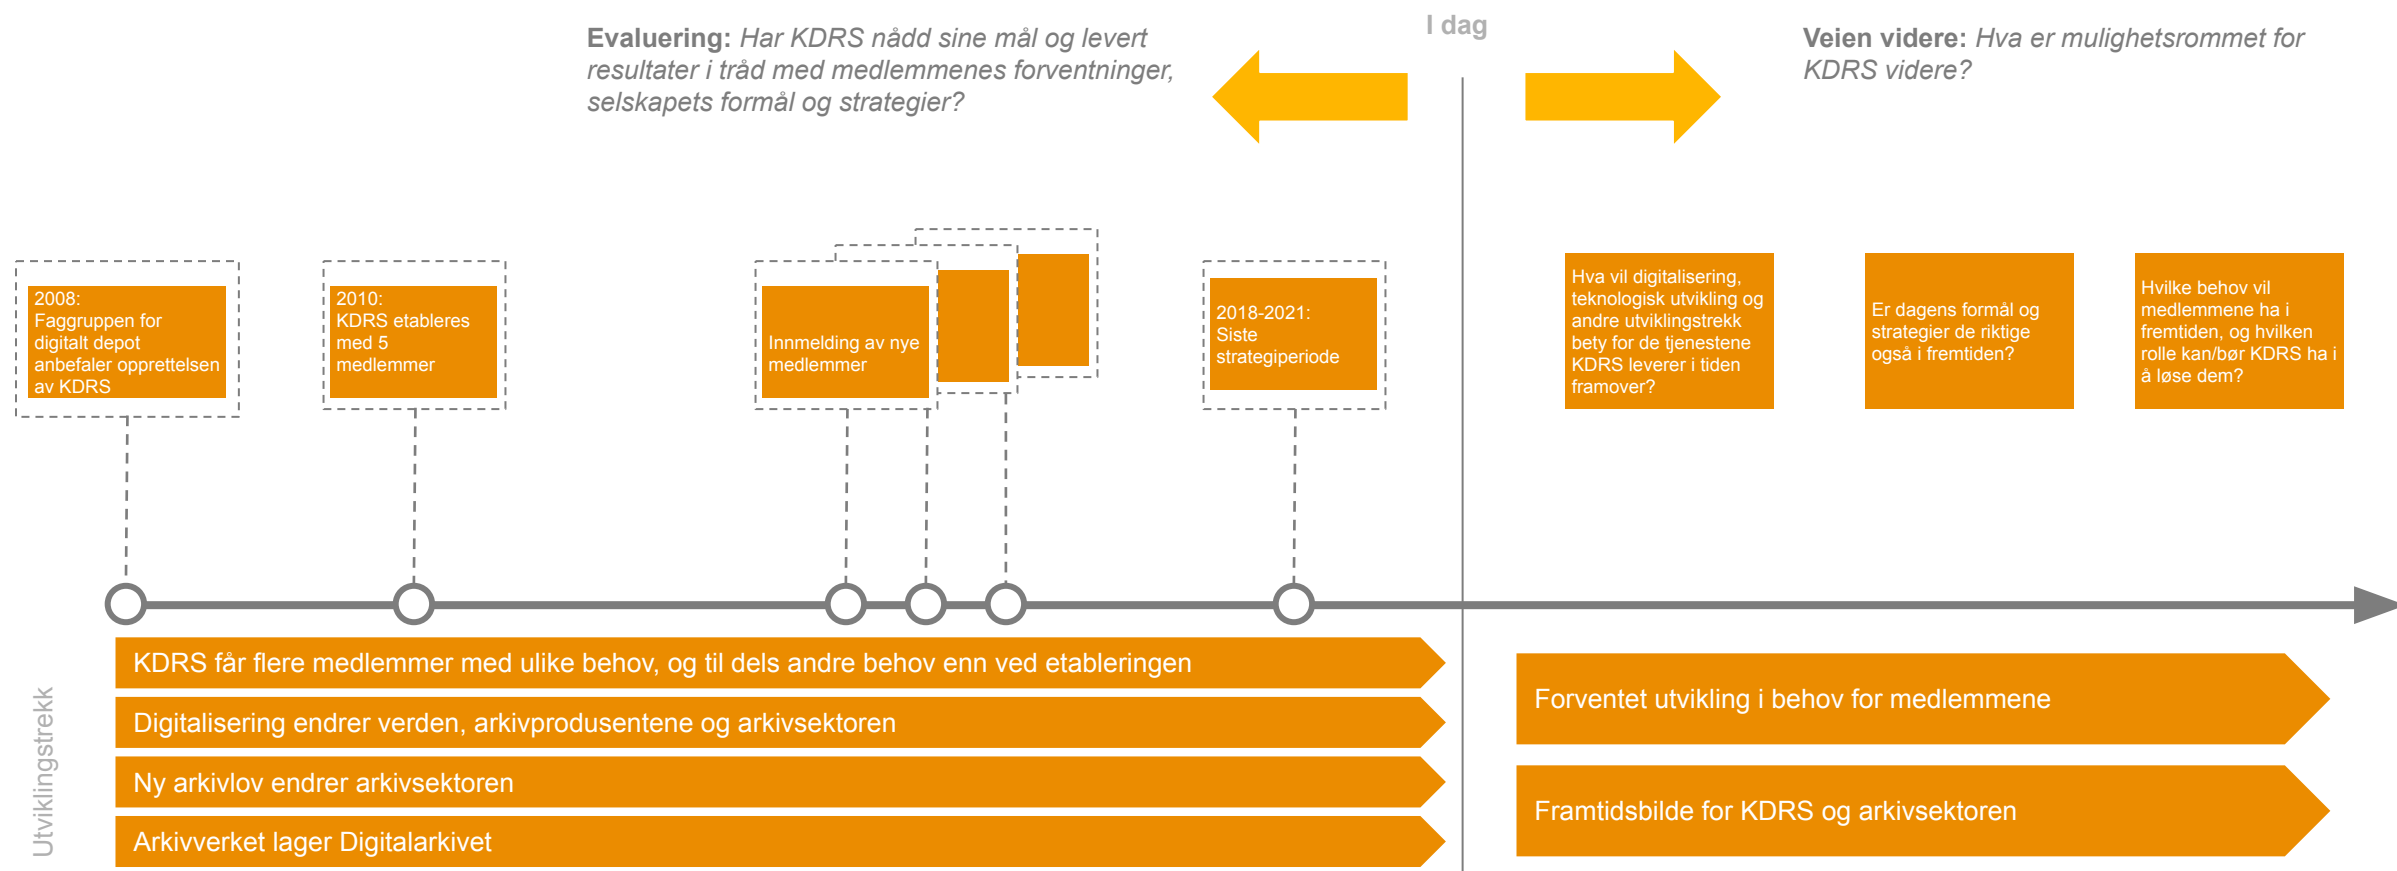 I dag
Evaluering: Har KDRS nådd sine mål og levert
resultater i tråd med medlemmenes forventninger,
selskapets formål og strategier?
Veien videre: Hva er mulighetsrommet for
KDRS videre?
2008:
Faggruppen for
digitalt depot
anbefaler opprettelsen
av KDRS
2010:
KDRS etableres
med 5
medlemmer
Innmelding av nye
medlemmer
2018-2021:
Siste
strategiperiode
Hva vil digitalisering,
teknologisk utvikling og
andre utviklingstrekk
bety for de tjenestene
KDRS leverer i tiden
framover?
Er dagens formål og
strategier de riktige
også i fremtiden?
Hvilke behov vil
medlemmene ha i
fremtiden, og hvilken
rolle kan/bør KDRS ha i
å løse dem?
Utviklingstrekk
KDRS får flere medlemmer med ulike behov, og til dels andre behov enn ved etableringen
Digitalisering endrer verden, arkivprodusentene og arkivsektoren
Ny arkivlov endrer arkivsektoren
Arkivverket lager Digitalarkivet
Forventet utvikling i behov for medlemmene
Framtidsbilde for KDRS og arkivsektoren